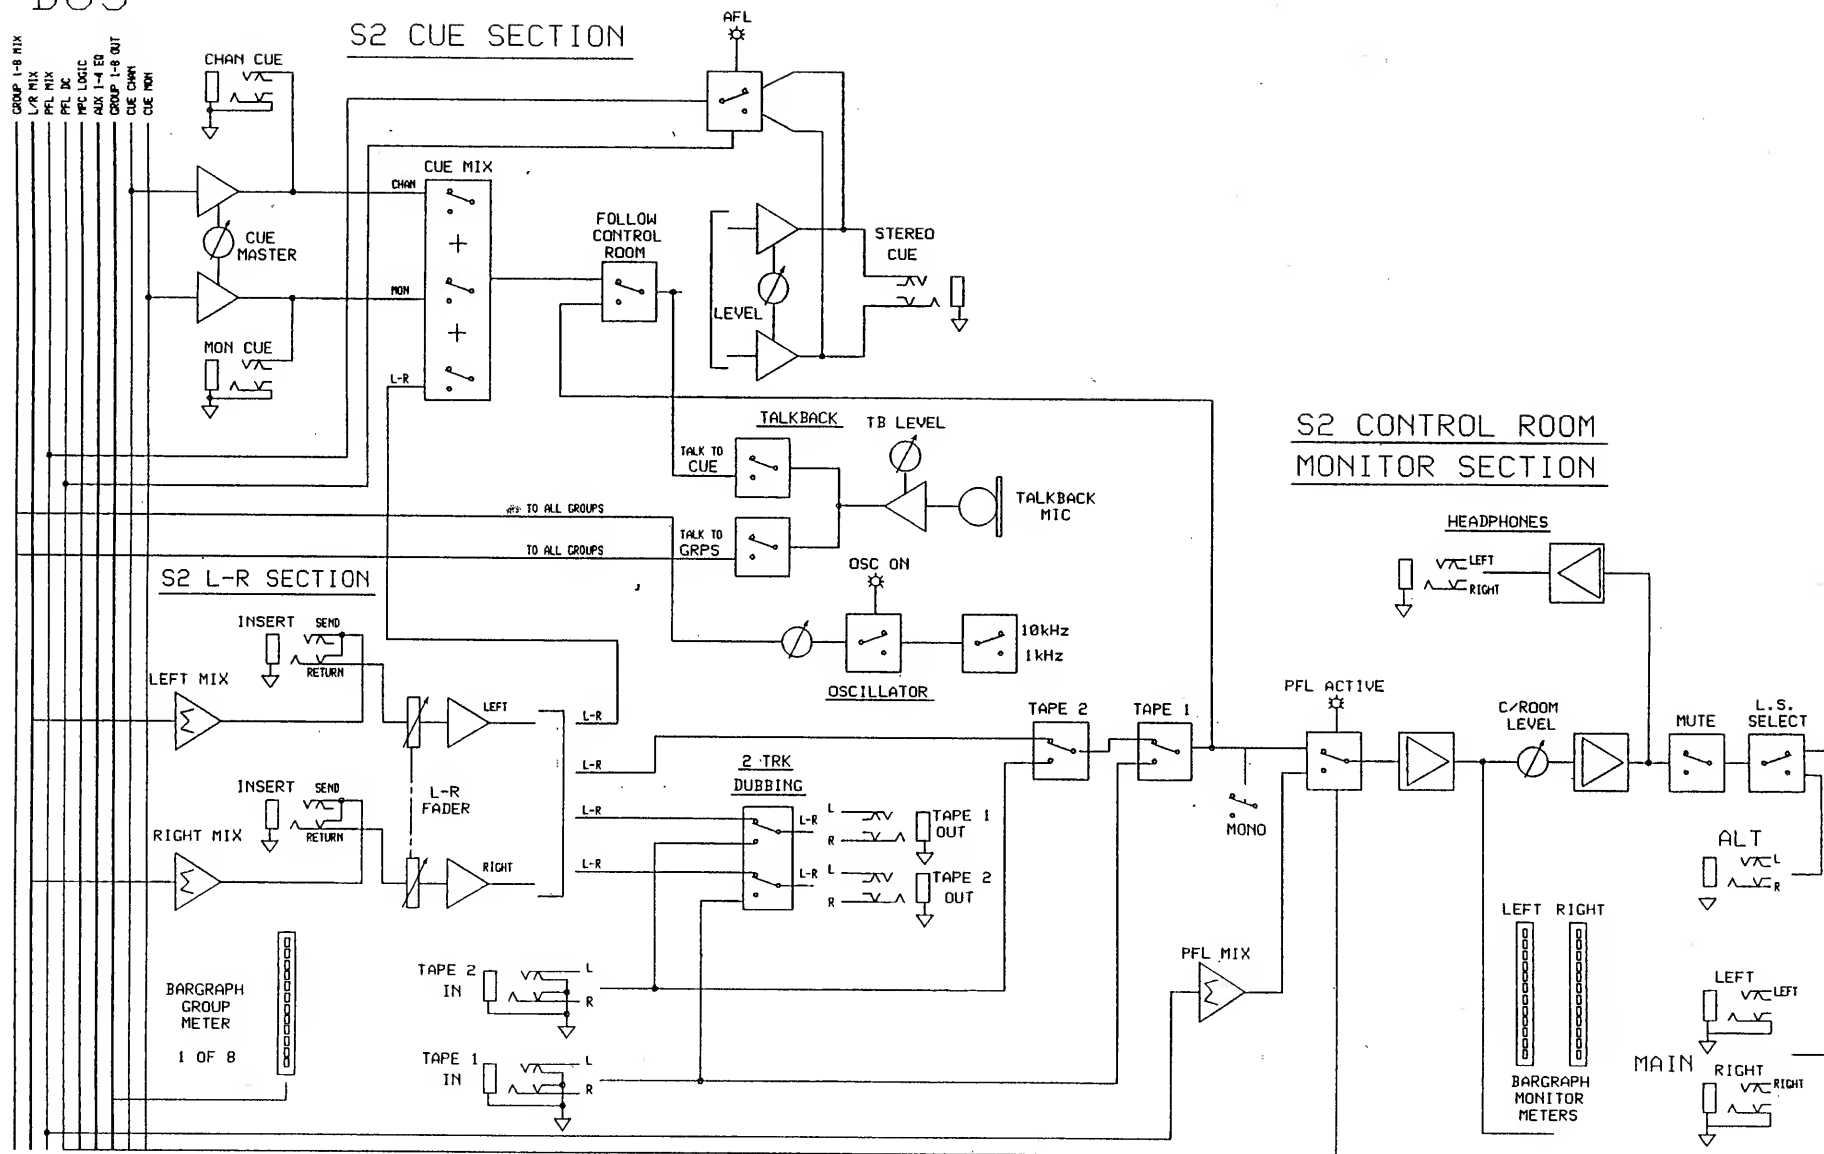 BUS
S2 CUE SECTION
AFL
GROUP 1-8 MIX
L/R MIX
PFL MIX
PFL DC
MPC LOGIC
AUX 1-4 EQ
GROUP 1-8 OUT
CUE CHAN
CUE MON
CHAN CUE
CUE MIX
CHAN
CUE
MASTER
FOLLOW
CONTROL
ROOM
STEREO
CUE
MON
LEVEL
MON CUE
L-R
TALKBACK
TB LEVEL
S2 CONTROL ROOM
MONITOR SECTION
TALK TO
CUE
TALKBACK
MIC
TO ALL GROUPS
TALK TO
GRPS
TO ALL GROUPS
HEADPHONES
LEFT
RIGHT
OSC ON
S2 L-R SECTION
INSERT
SEND
RETURN
10kHz
1kHz
OSCILLATOR
LEFT MIX
LEFT
L-R
PFL ACTIVE
TAPE 2
TAPE 1
C/ROOM
LEVEL
MUTE
L.S.
SELECT
L-R
2 TRK
DUBBING
INSERT
SEND
RETURN
L-R
FADER
L-R
L-R
L
R
TAPE 1
OUT
MONO
RIGHT MIX
RIGHT
L-R
L-R
L
R
TAPE 2
OUT
ALT
L
R
LEFT RIGHT
PFL MIX
TAPE 2
IN
L
R
BARGRAPH
GROUP
METER
1 OF 8
LEFT
LEFT
TAPE 1
IN
L
R
MAIN
RIGHT
RIGHT
BARGRAPH
MONITOR
METERS